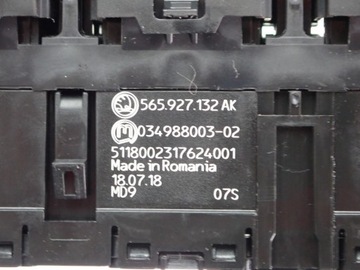 565.927.132 AK
034988003-02
5118002317624001
Made in Romania
18.07.18
MD9 07S